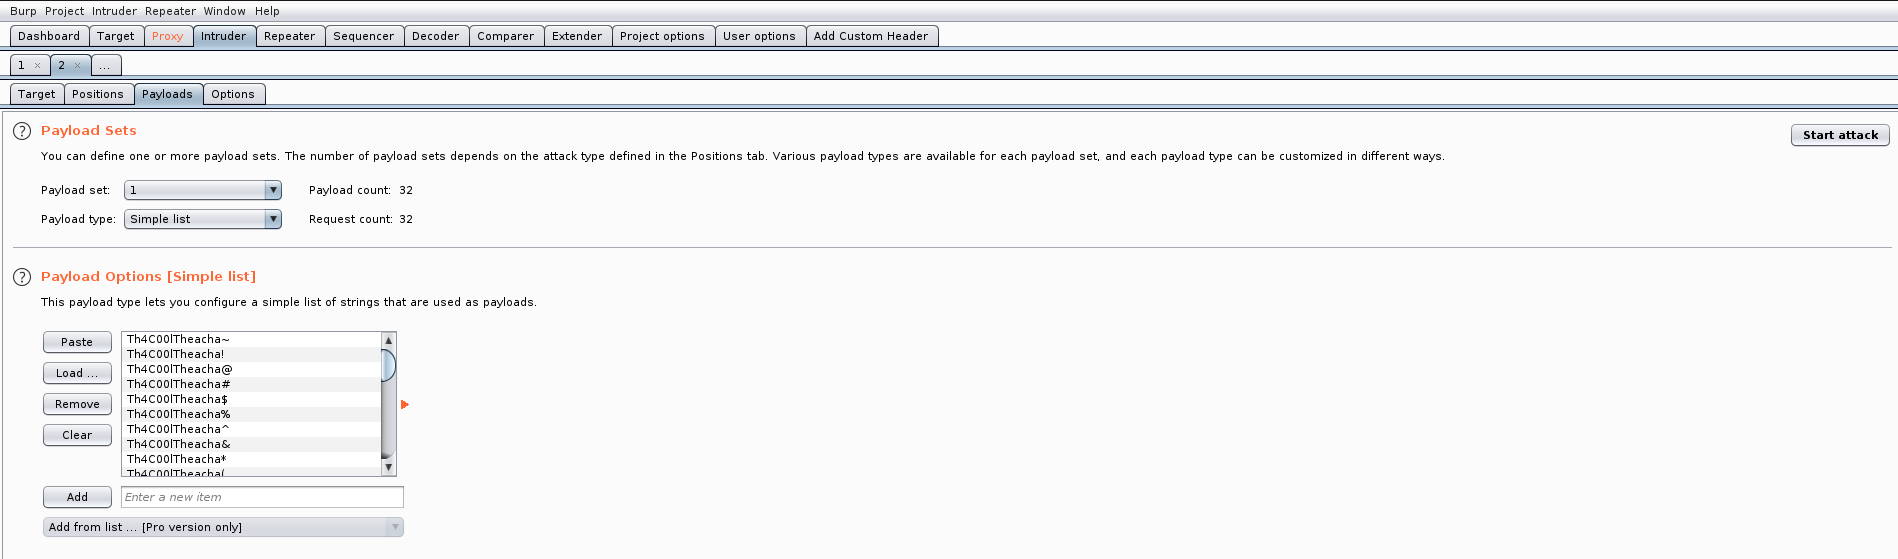 Burp Project Intruder Repeater Window Help
Dashboard Target Proxy Intruder Repeater Sequencer Decoder Comparer Extender Project options User options Add Custom Header
1 × 2 × ...
Target Positions Payloads Options
? Payload Sets
Start attack
You can define one or more payload sets. The number of payload sets depends on the attack type defined in the Positions tab. Various payload types are available for each payload set, and each payload type can be customized in different ways.
Payload set: 1 Payload count: 32
Payload type: Simple list Request count: 32
? Payload Options [Simple list]
This payload type lets you configure a simple list of strings that are used as payloads.
Paste
Load ...
Remove
Clear
Th4C00lTheacha~
Th4C00lTheacha!
Th4C00lTheacha@
Th4C00lTheacha#
Th4C00lTheacha$
Th4C00lTheacha%
Th4C00lTheacha^
Th4C00lTheacha&
Th4C00lTheacha*
Th4C00lTheacha(
Add Enter a new item
Add from list ... [Pro version only]